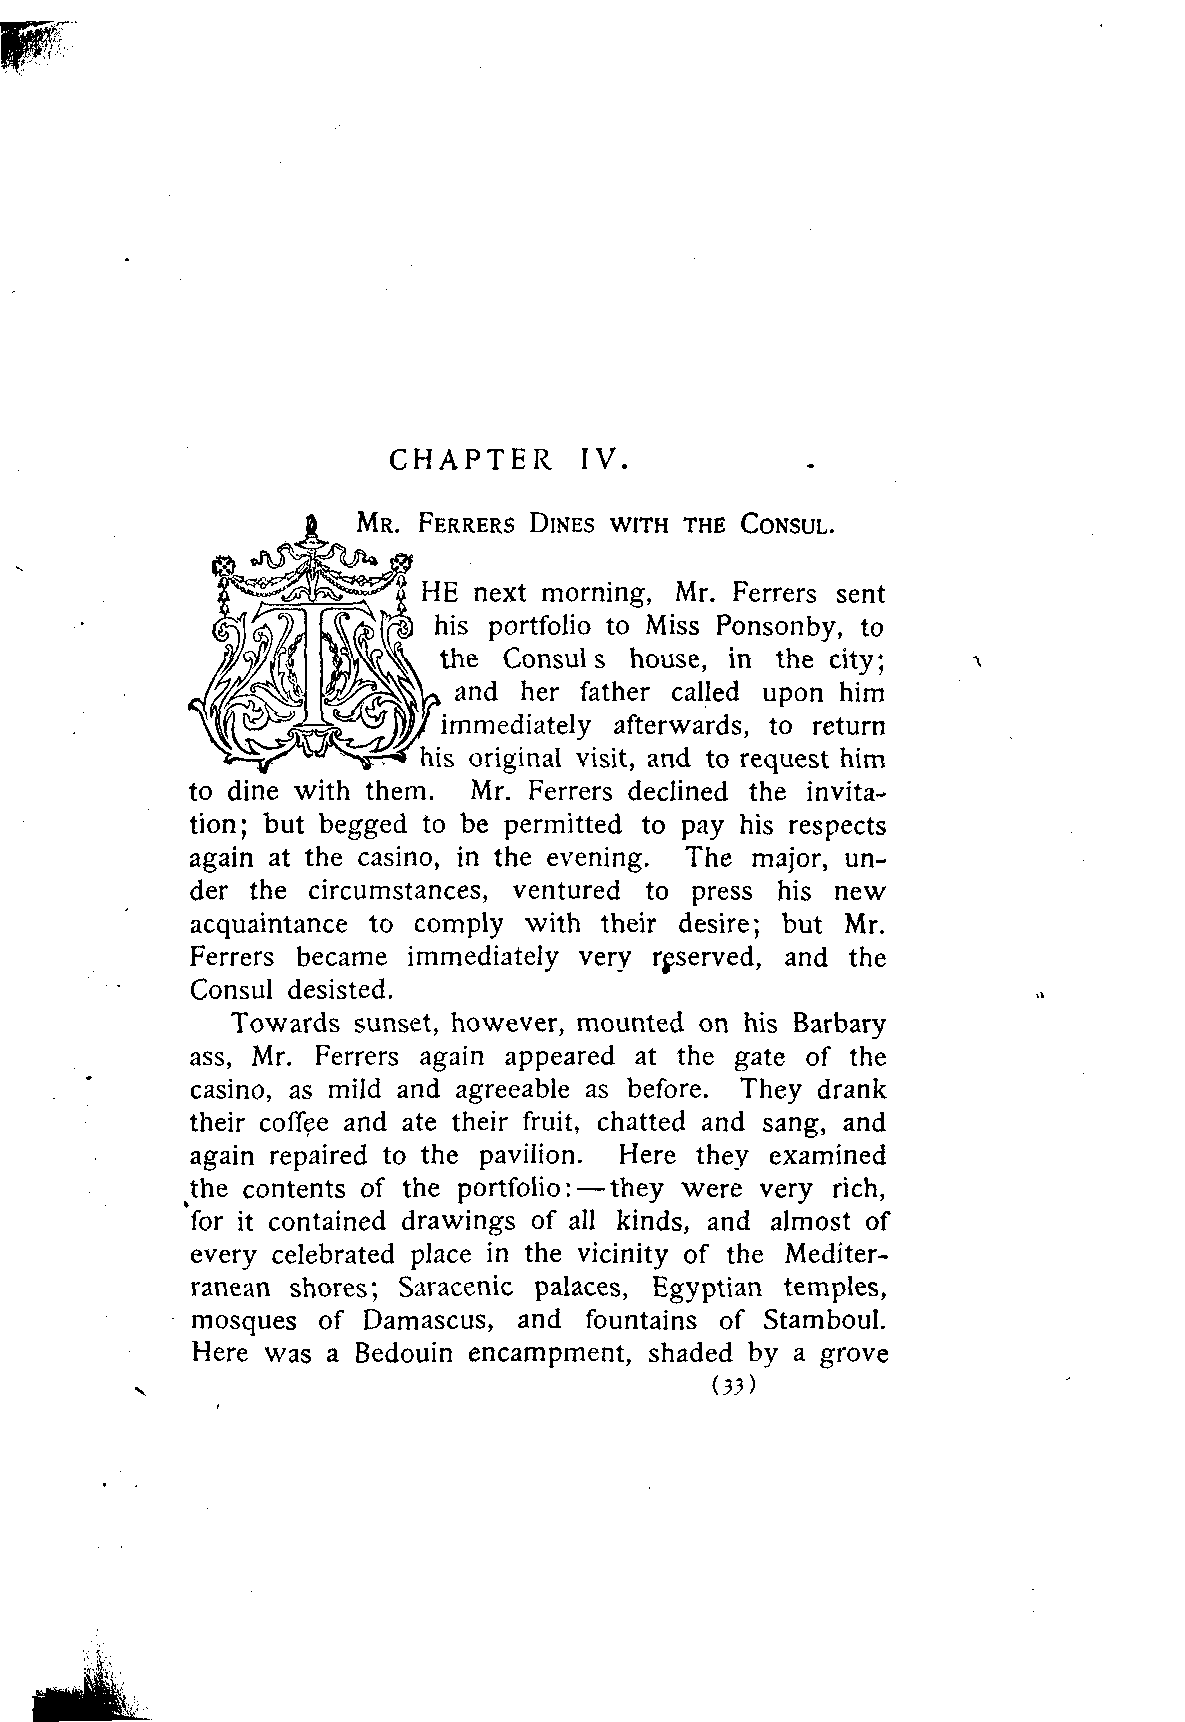 CHAPTER IV.
MR. FERRERS DINES WITH THE CONSUL.
THE next morning, Mr. Ferrers sent
his portfolio to Miss Ponsonby, to
the Consul s house, in the city;
and her father called upon him
immediately afterwards, to return
his original visit, and to request him
to dine with them. Mr. Ferrers declined the invita-
tion; but begged to be permitted to pay his respects
again at the casino, in the evening. The major, un-
der the circumstances, ventured to press his new
acquaintance to comply with their desire; but Mr.
Ferrers became immediately very reserved, and the
Consul desisted.
Towards sunset, however, mounted on his Barbary
ass, Mr. Ferrers again appeared at the gate of the
casino, as mild and agreeable as before. They drank
their coffee and ate their fruit, chatted and sang, and
again repaired to the pavilion. Here they examined
the contents of the portfolio:—they were very rich,
for it contained drawings of all kinds, and almost of
every celebrated place in the vicinity of the Mediter-
ranean shores; Saracenic palaces, Egyptian temples,
mosques of Damascus, and fountains of Stamboul.
Here was a Bedouin encampment, shaded by a grove
(33)